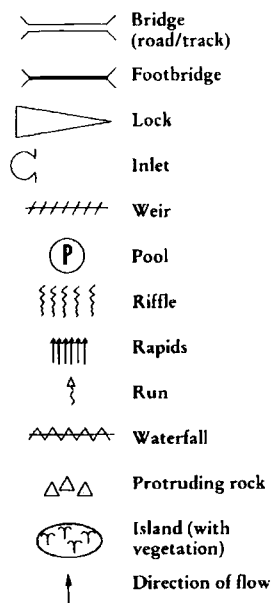 Bridge
(road/track)
Footbridge
Lock
Inlet
Weir
P
Pool
Riffle
Rapids
Run
Waterfall
Protruding rock
Island (with
vegetation)
Direction of flow